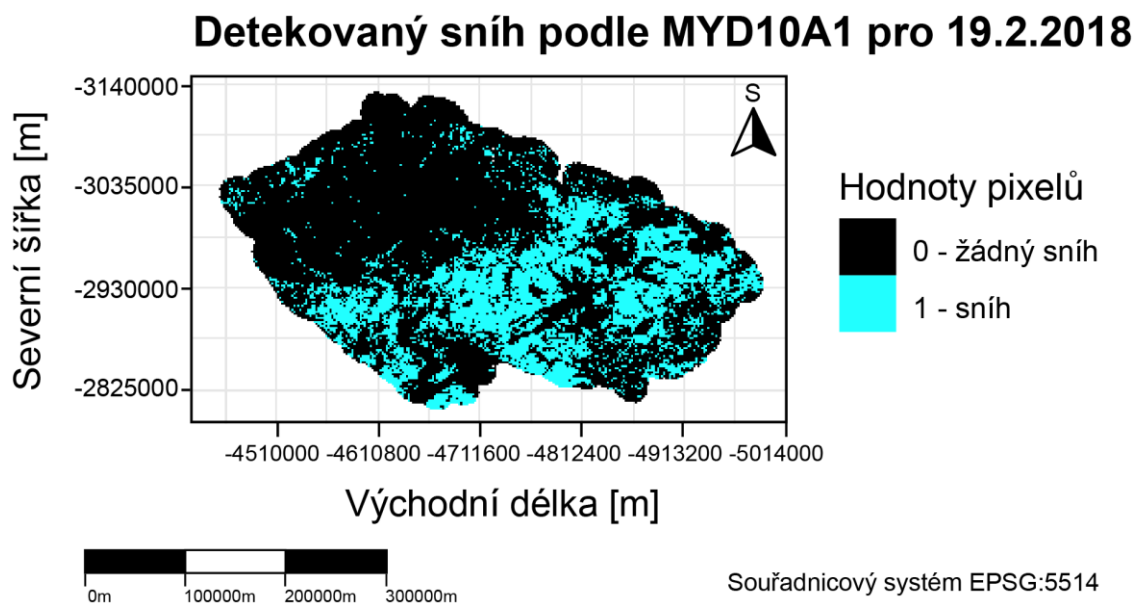 Detekovaný sníh podle MYD10A1 pro 19.2.2018
Severní šířka [m]
-3140000
-3035000
-2930000
-2825000
S
-4510000 -4610800 -4711600 -4812400 -4913200 -5014000
Východní délka [m]
Hodnoty pixelů
0 - žádný sníh
1 - sníh
0m 100000m 200000m 300000m
Souřadnicový systém EPSG:5514